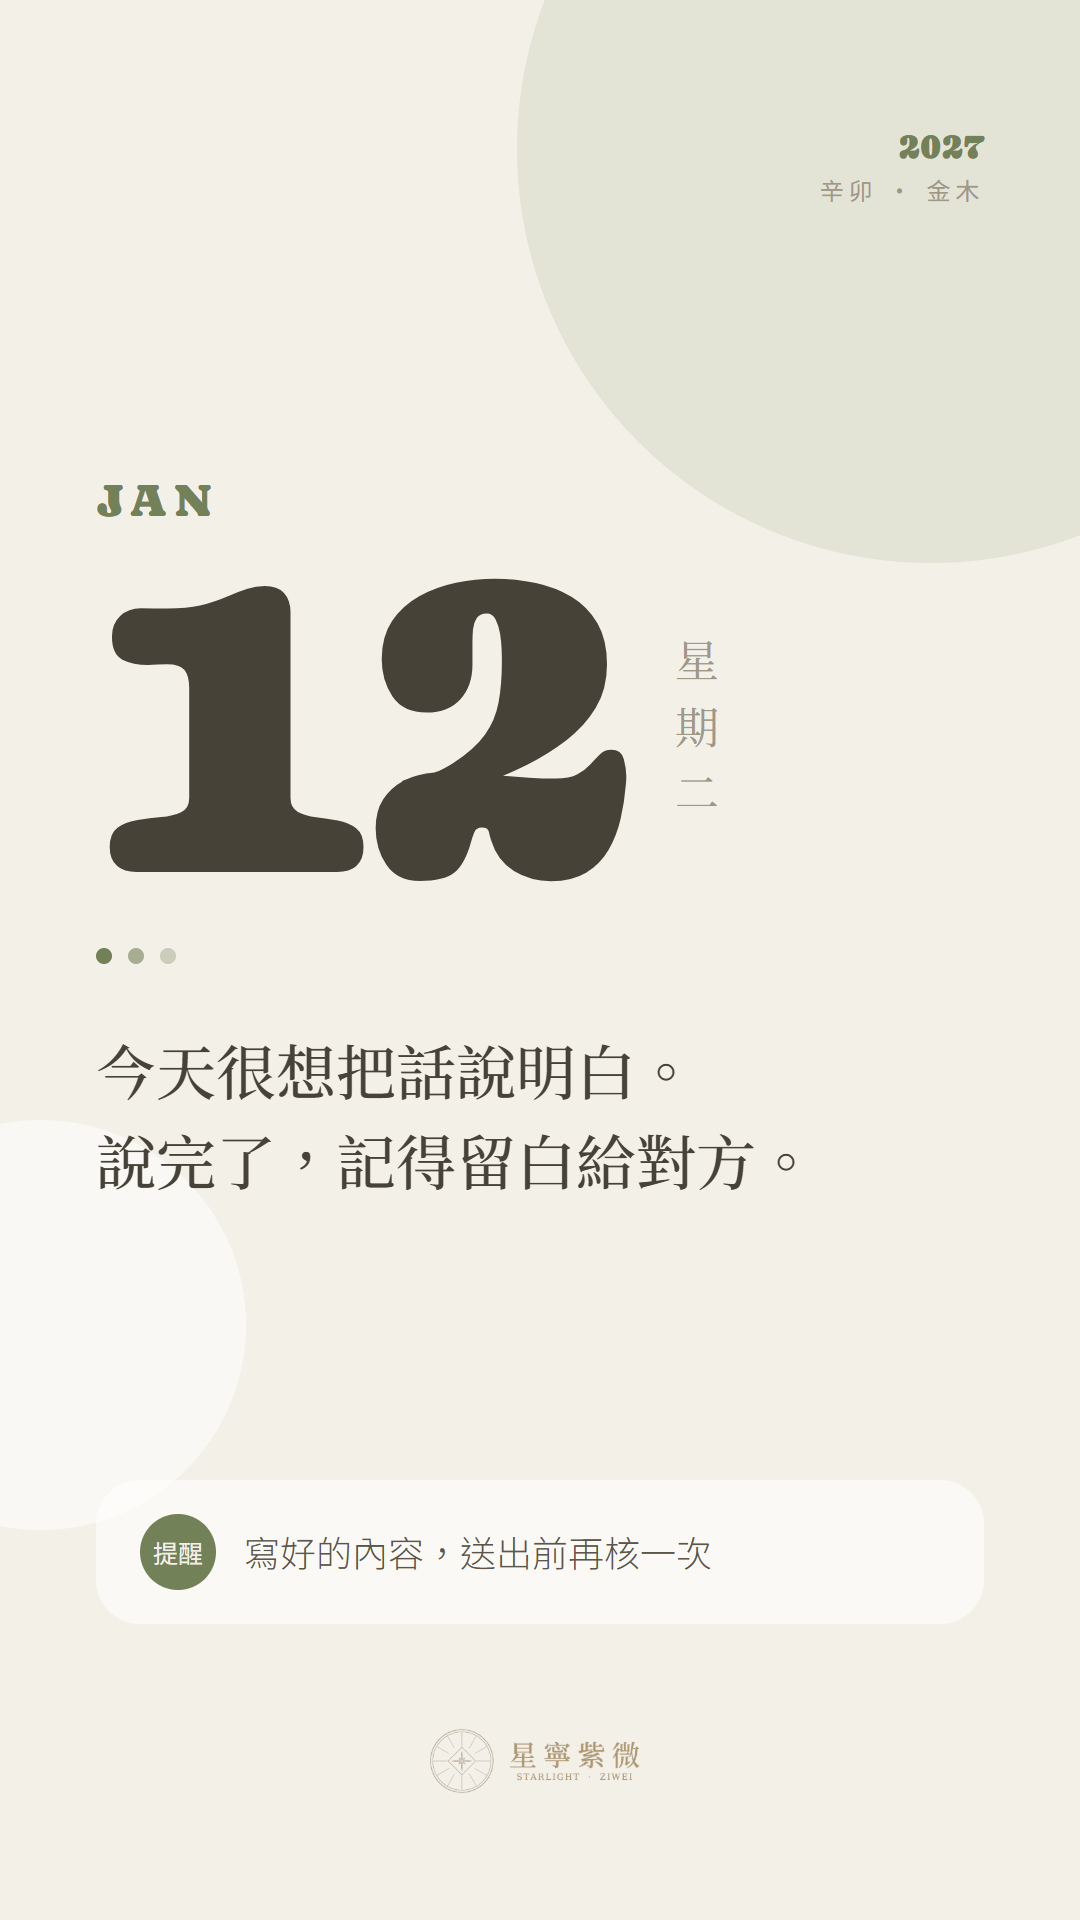 2027
辛卯 · 金木
JAN
12
星期二
今天很想把話說明白。
說完了，記得留白給對方。
提醒
寫好的內容，送出前再核一次
星寧紫微
STARLIGHT · ZIWEI